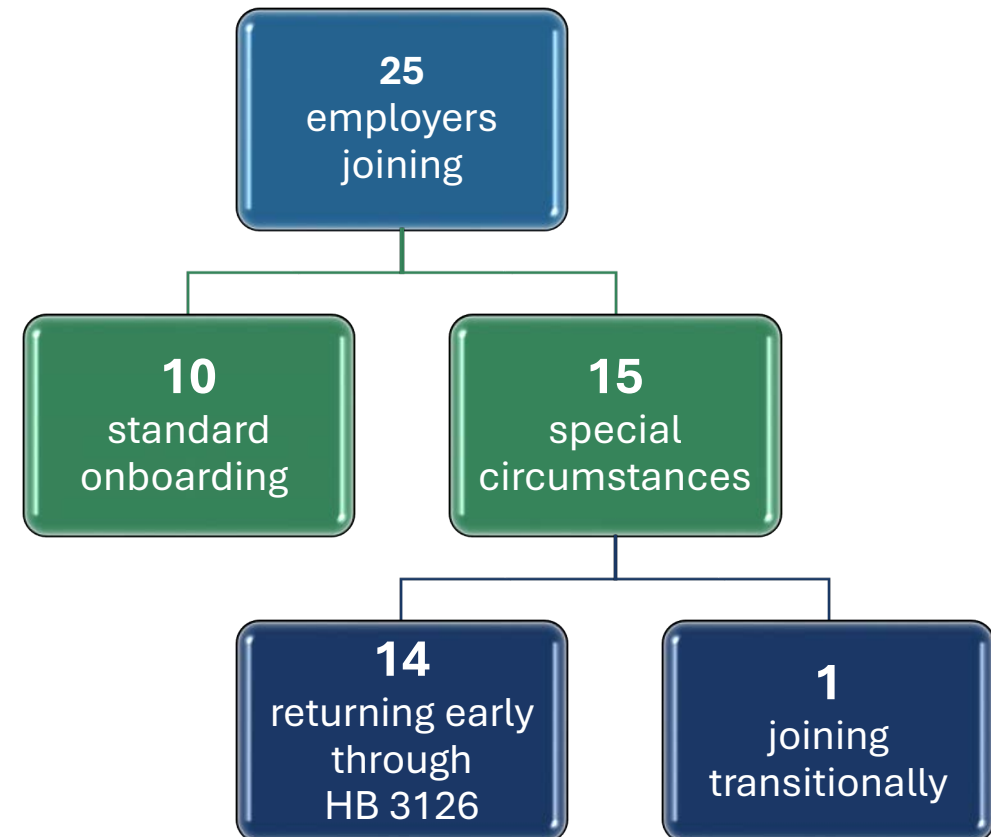 25
employers
joining
10
standard
onboarding
15
special
circumstances
14
returning early
through
HB 3126
1
joining
transitionally